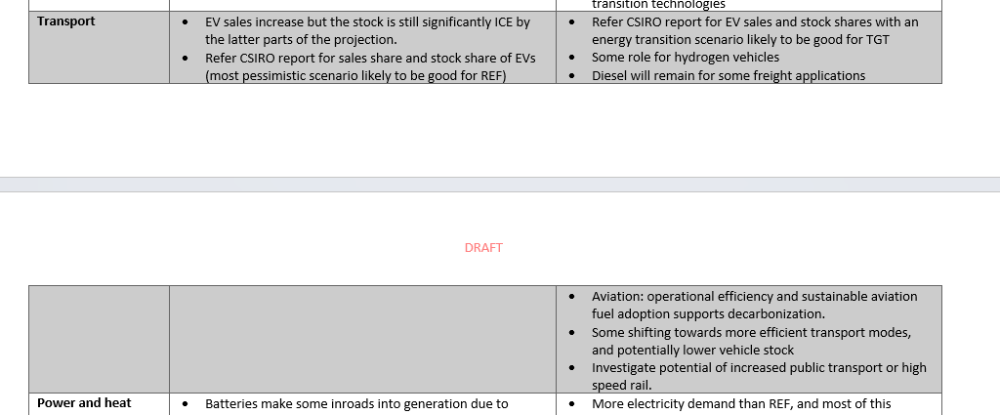 transition technologies
Transport
• EV sales increase but the stock is still significantly ICE by
the latter parts of the projection.
• Refer CSIRO report for sales share and stock share of EVs
(most pessimistic scenario likely to be good for REF)
• Refer CSIRO report for EV sales and stock shares with an
energy transition scenario likely to be good for TGT
• Some role for hydrogen vehicles
• Diesel will remain for some freight applications
DRAFT
• Aviation: operational efficiency and sustainable aviation
fuel adoption supports decarbonization.
• Some shifting towards more efficient transport modes,
and potentially lower vehicle stock
• Investigate potential of increased public transport or high
speed rail.
Power and heat
• Batteries make some inroads into generation due to
• More electricity demand than REF, and most of this